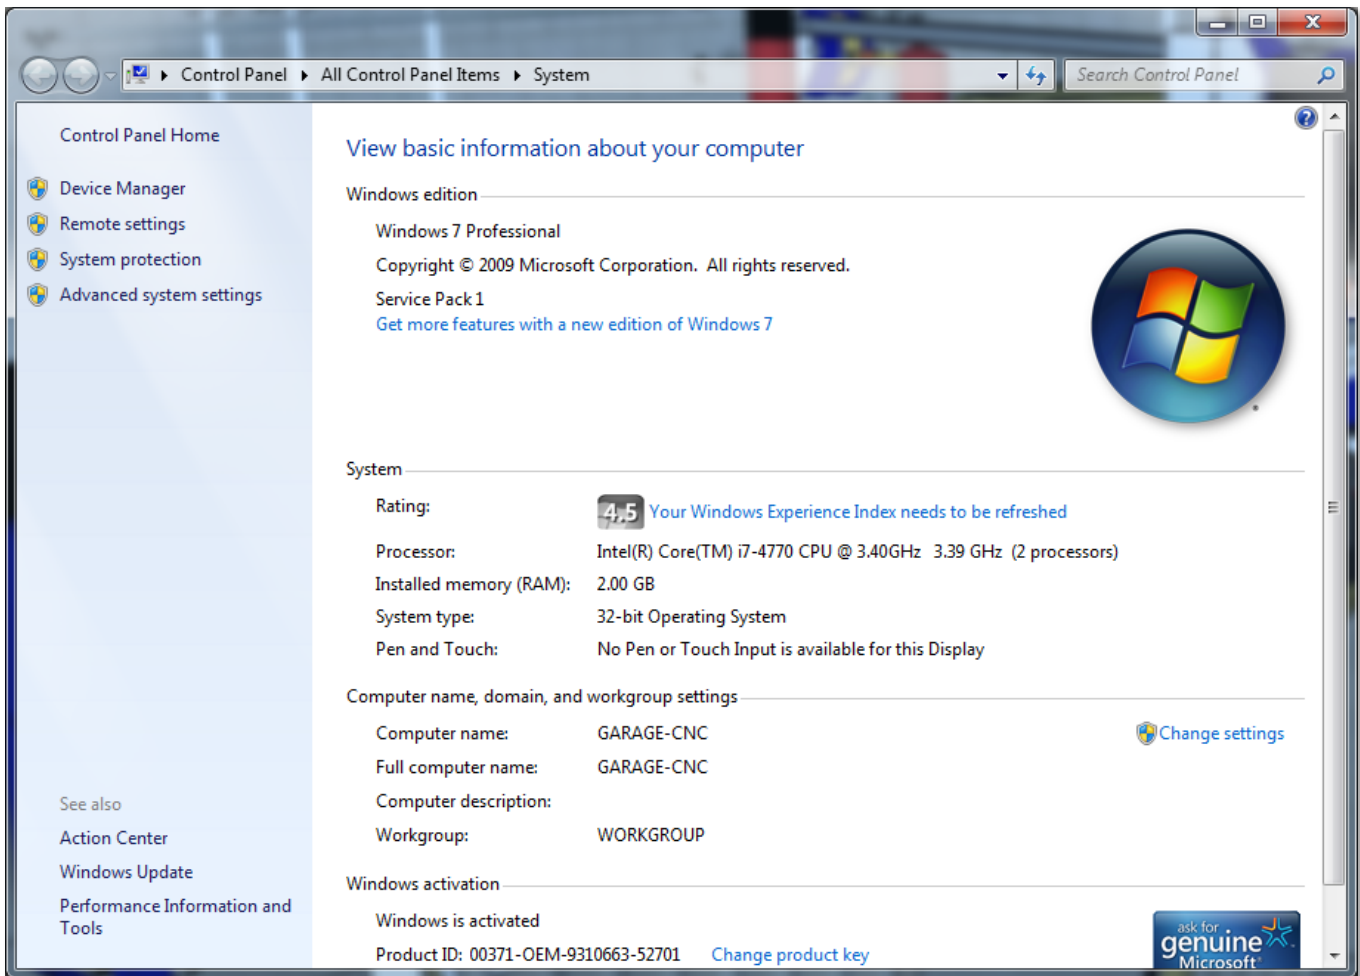 Control Panel
All Control Panel Items
System
Search Control Panel
Control Panel Home
Device Manager
Remote settings
System protection
Advanced system settings
See also
Action Center
Windows Update
Performance Information and
Tools
View basic information about your computer
Windows edition
Windows 7 Professional
Copyright © 2009 Microsoft Corporation. All rights reserved.
Service Pack 1
Get more features with a new edition of Windows 7
System
Rating: 4,5 Your Windows Experience Index needs to be refreshed
Processor: Intel(R) Core(TM) i7-4770 CPU @ 3.40GHz 3.39 GHz (2 processors)
Installed memory (RAM): 2.00 GB
System type: 32-bit Operating System
Pen and Touch: No Pen or Touch Input is available for this Display
Computer name, domain, and workgroup settings
Computer name: GARAGE-CNC
Change settings
Full computer name: GARAGE-CNC
Computer description:
Workgroup: WORKGROUP
Windows activation
Windows is activated
Product ID: 00371-OEM-9310663-52701 Change product key
ask for
genuine
Microsoft